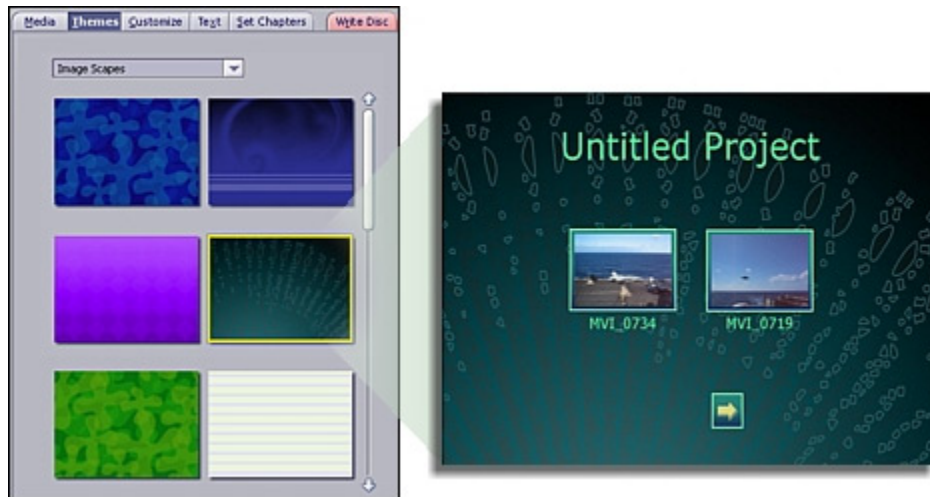 Media Themes Customize Text Set Chapters Write Disc
Image Scapes
Untitled Project
MVI_0734 MVI_0719